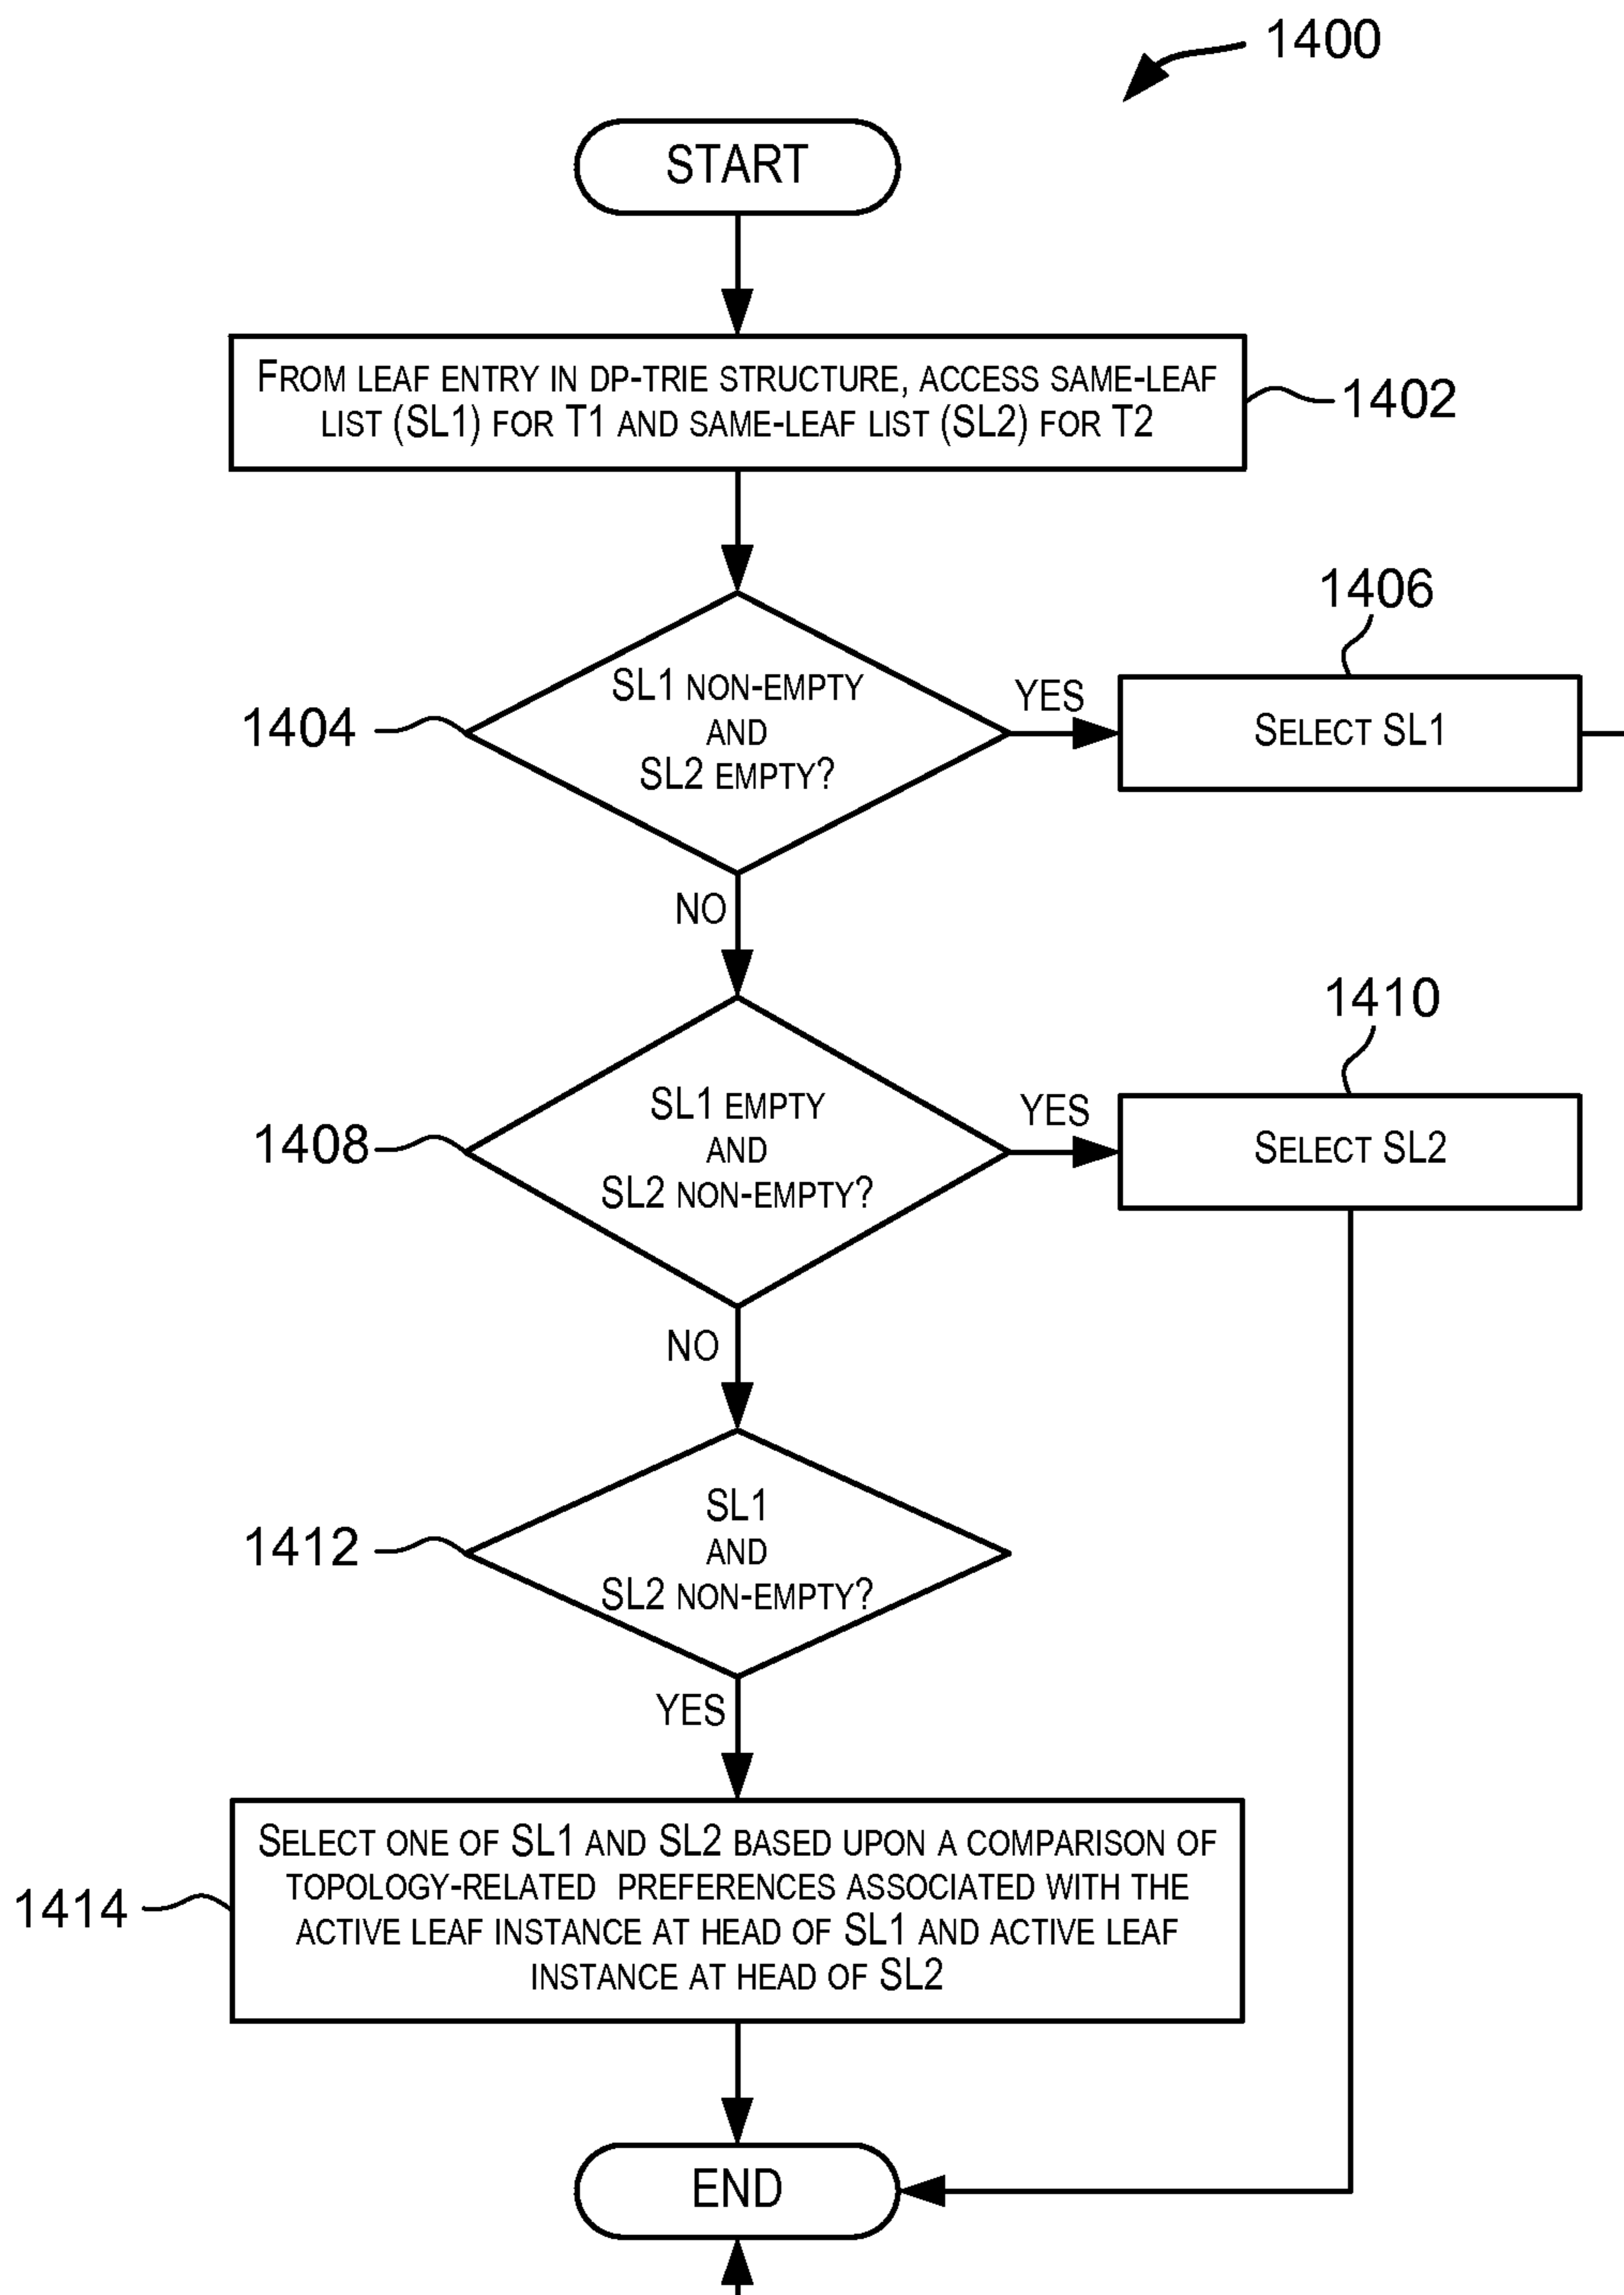 1400
START
FROM LEAF ENTRY IN DP-TRIE STRUCTURE, ACCESS SAME-LEAF
LIST (SL1) FOR T1 AND SAME-LEAF LIST (SL2) FOR T2
1402
1404
SL1 NON-EMPTY
AND
SL2 EMPTY?
YES
1406
SELECT SL1
NO
1408
SL1 EMPTY
AND
SL2 NON-EMPTY?
YES
1410
SELECT SL2
NO
1412
SL1
AND
SL2 NON-EMPTY?
YES
1414
SELECT ONE OF SL1 AND SL2 BASED UPON A COMPARISON OF
TOPOLOGY-RELATED PREFERENCES ASSOCIATED WITH THE
ACTIVE LEAF INSTANCE AT HEAD OF SL1 AND ACTIVE LEAF
INSTANCE AT HEAD OF SL2
END